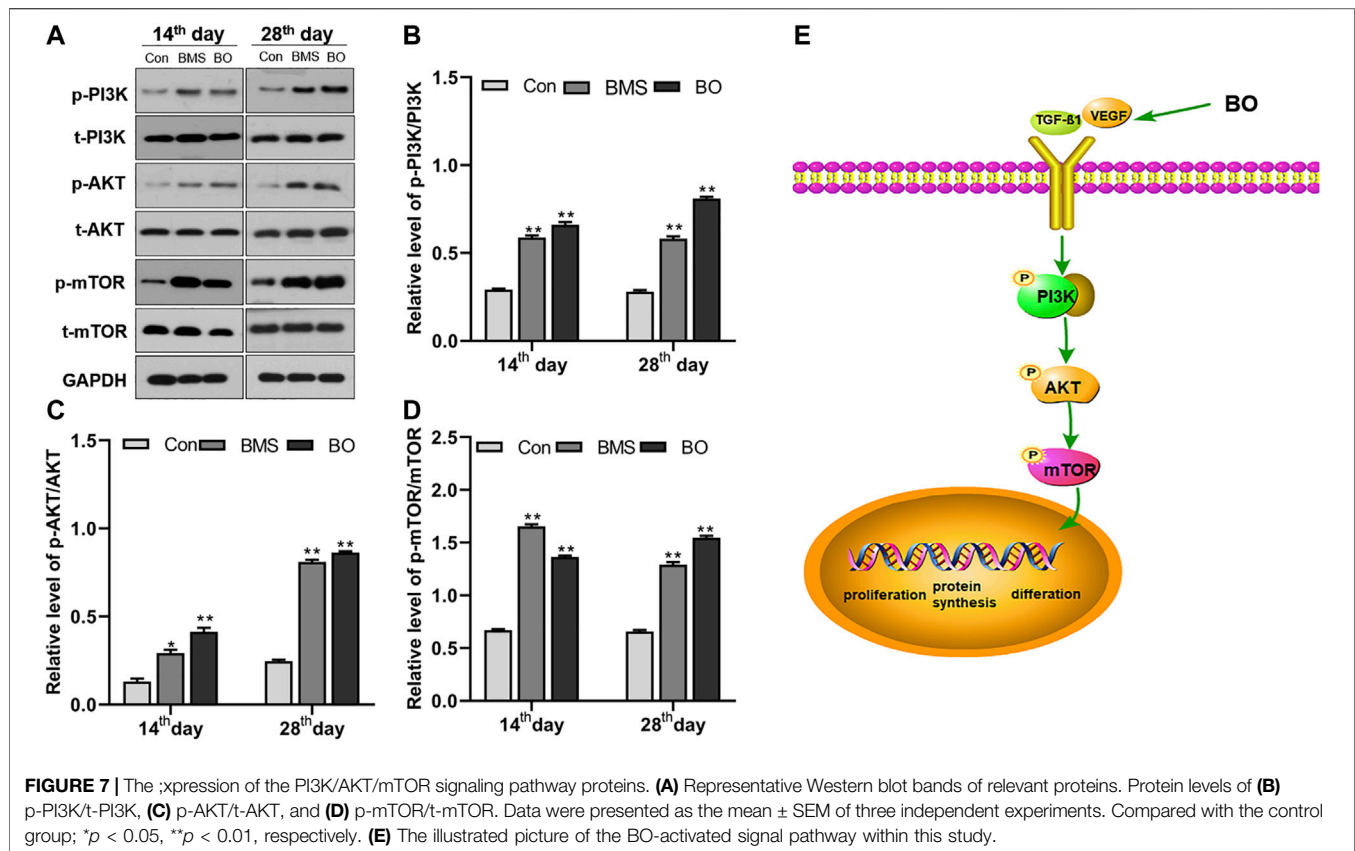 A
14th day
28th day
Con BMS BO
Con BMS BO
p-PI3K
t-PI3K
p-AKT
t-AKT
p-mTOR
t-mTOR
GAPDH
B
Con BMS BO
Relative level of p-PI3K/PI3K
1.5
1.0
0.5
0.0
** **
** **
14th day
28th day
C
Con BMS BO
Relative level of p-AKT/AKT
1.5
1.0
0.5
0.0
* **
** **
14th day
28th day
D
Con BMS BO
Relative level of p-mTOR/mTOR
2.5
2.0
1.5
1.0
0.5
0.0
** **
** **
14th day
28th day
E
BO
TGF-ß1
VEGF
P
PI3K
P
AKT
P
mTOR
proliferation
protein
synthesis
differation
FIGURE 7 | The ;xpression of the PI3K/AKT/mTOR signaling pathway proteins. (A) Representative Western blot bands of relevant proteins. Protein levels of (B)
p-PI3K/t-PI3K, (C) p-AKT/t-AKT, and (D) p-mTOR/t-mTOR. Data were presented as the mean ± SEM of three independent experiments. Compared with the control
group; *p < 0.05, **p < 0.01, respectively. (E) The illustrated picture of the BO-activated signal pathway within this study.